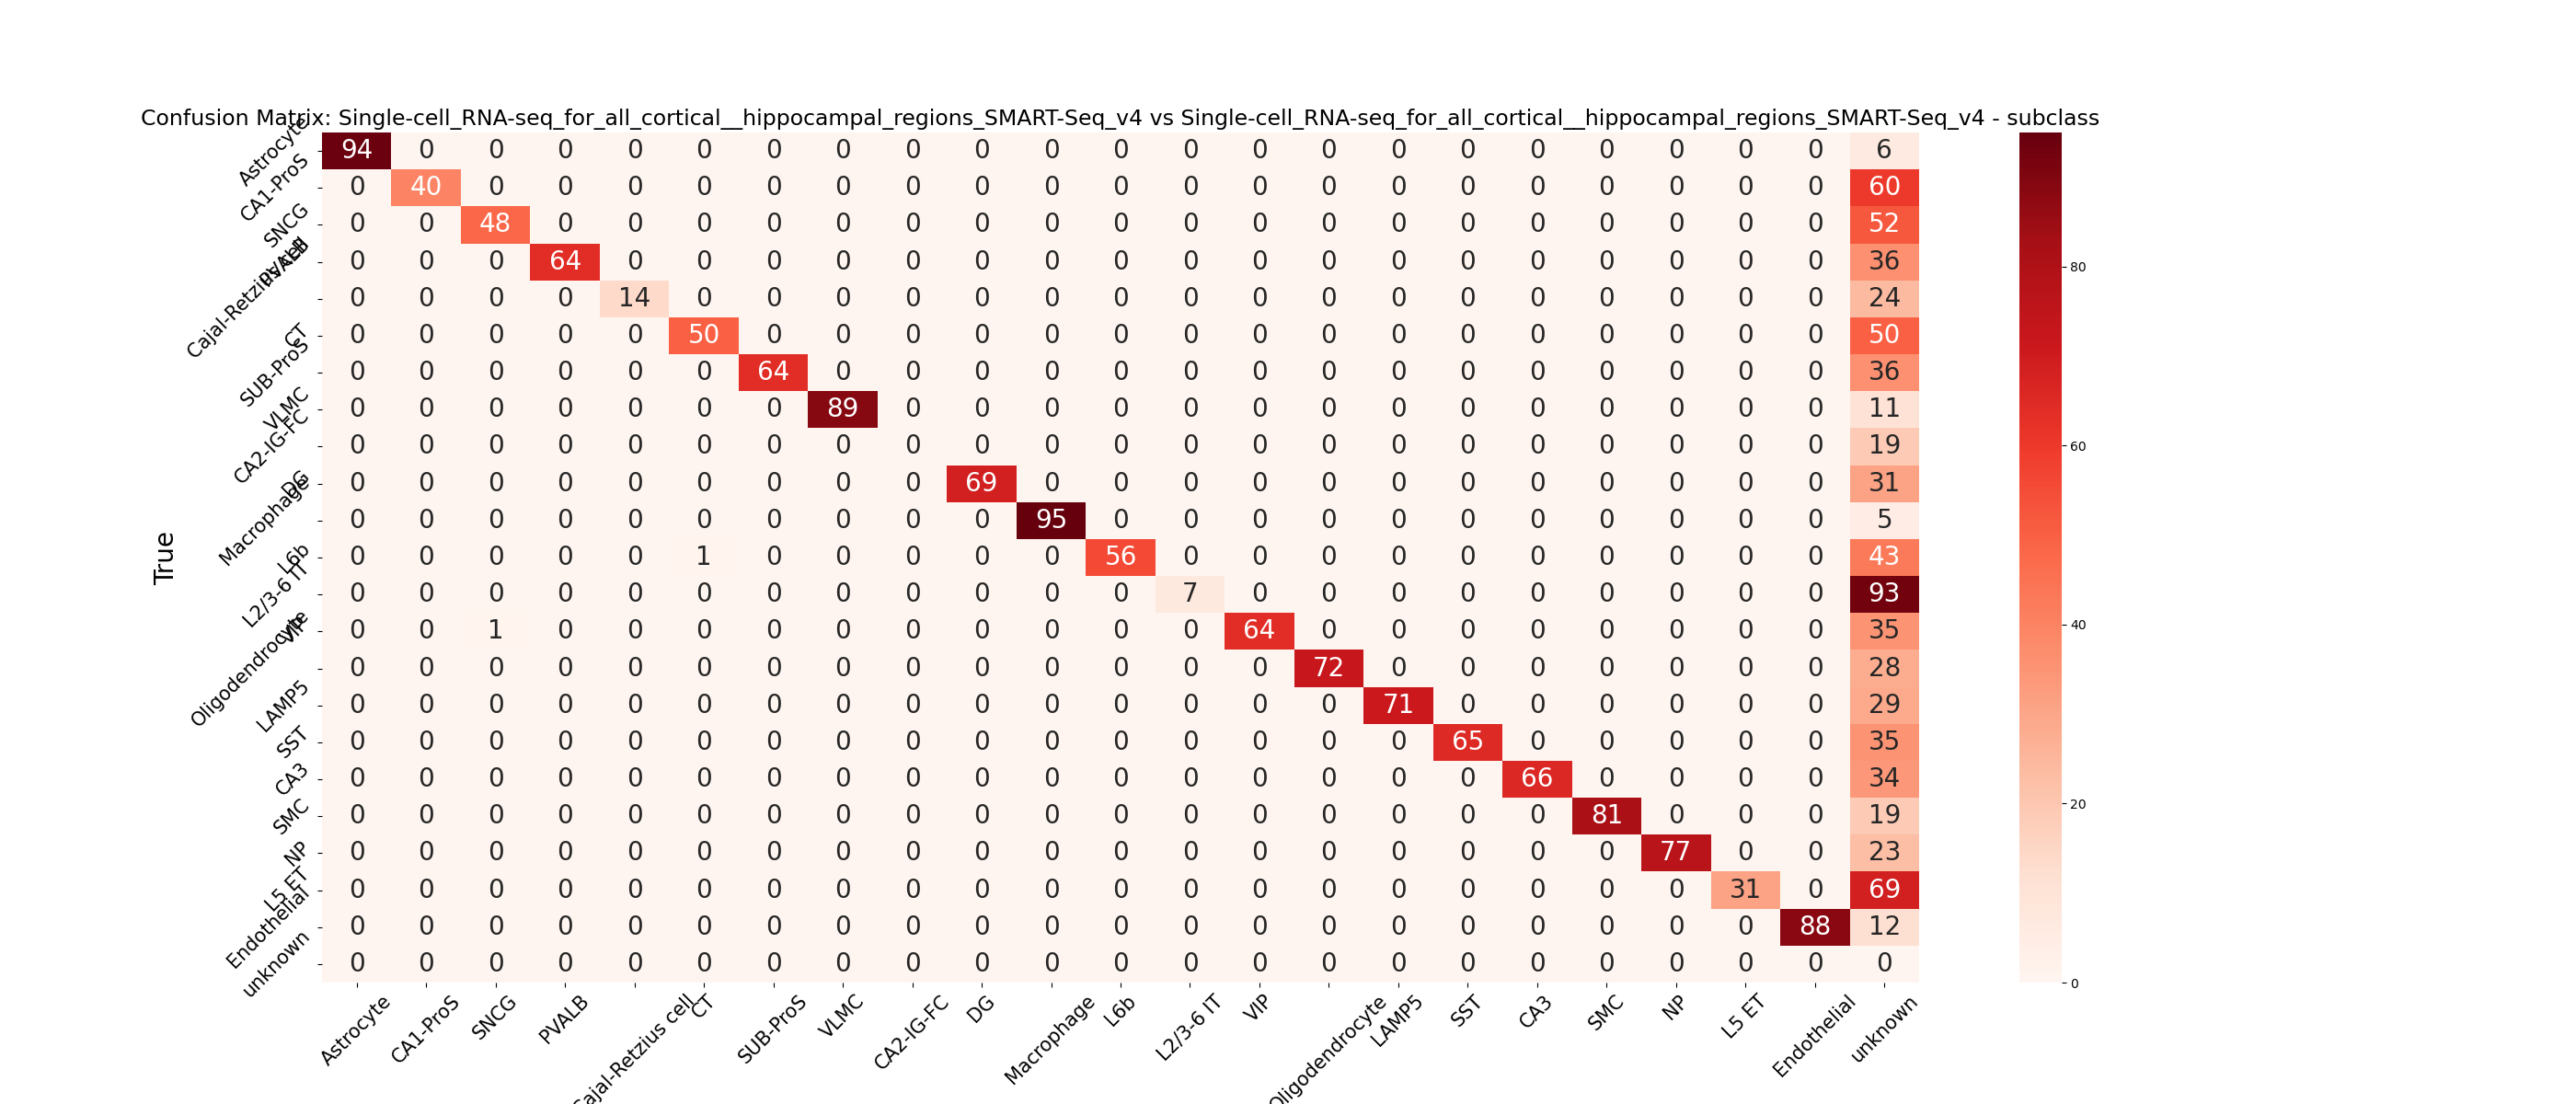 Confusion Matrix: Single-cell_RNA-seq_for_all_cortical__hippocampal_regions_SMART-Seq_v4 vs Single-cell_RNA-seq_for_all_cortical__hippocampal_regions_SMART-Seq_v4 - subclass
Astrocyte 94 0 0 0 0 0 0 0 0 0 0 0 0 0 0 0 0 0 0 0 0 0 6
CA1-ProS 0 40 0 0 0 0 0 0 0 0 0 0 0 0 0 0 0 0 0 0 0 0 60
SNCG 0 0 48 0 0 0 0 0 0 0 0 0 0 0 0 0 0 0 0 0 0 0 52
PVALB 0 0 0 64 0 0 0 0 0 0 0 0 0 0 0 0 0 0 0 0 0 0 36
Cajal-Retzius cell 0 0 0 0 14 0 0 0 0 0 0 0 0 0 0 0 0 0 0 0 0 0 24
CT 0 0 0 0 0 50 0 0 0 0 0 0 0 0 0 0 0 0 0 0 0 0 50
SUB-ProS 0 0 0 0 0 0 64 0 0 0 0 0 0 0 0 0 0 0 0 0 0 0 36
VLMC 0 0 0 0 0 0 0 89 0 0 0 0 0 0 0 0 0 0 0 0 0 0 11
CA2-IG-FC 0 0 0 0 0 0 0 0 0 0 0 0 0 0 0 0 0 0 0 0 0 0 19
DG 0 0 0 0 0 0 0 0 0 69 0 0 0 0 0 0 0 0 0 0 0 0 31
Macrophage 0 0 0 0 0 0 0 0 0 0 95 0 0 0 0 0 0 0 0 0 0 0 5
L6b 0 0 0 0 0 1 0 0 0 0 0 56 0 0 0 0 0 0 0 0 0 0 43
L2/3-6 IT 0 0 0 0 0 0 0 0 0 0 0 0 7 0 0 0 0 0 0 0 0 0 93
VIP 0 0 1 0 0 0 0 0 0 0 0 0 0 64 0 0 0 0 0 0 0 0 35
Oligodendrocyte 0 0 0 0 0 0 0 0 0 0 0 0 0 0 72 0 0 0 0 0 0 0 28
LAMP5 0 0 0 0 0 0 0 0 0 0 0 0 0 0 0 71 0 0 0 0 0 0 29
SST 0 0 0 0 0 0 0 0 0 0 0 0 0 0 0 0 65 0 0 0 0 0 35
CA3 0 0 0 0 0 0 0 0 0 0 0 0 0 0 0 0 0 66 0 0 0 0 34
SMC 0 0 0 0 0 0 0 0 0 0 0 0 0 0 0 0 0 0 81 0 0 0 19
NP 0 0 0 0 0 0 0 0 0 0 0 0 0 0 0 0 0 0 0 77 0 0 23
L5 ET 0 0 0 0 0 0 0 0 0 0 0 0 0 0 0 0 0 0 0 0 31 0 69
Endothelial 0 0 0 0 0 0 0 0 0 0 0 0 0 0 0 0 0 0 0 0 0 88 12
unknown 0 0 0 0 0 0 0 0 0 0 0 0 0 0 0 0 0 0 0 0 0 0 0
True
Astrocyte CA1-ProS SNCG PVALB Cajal-Retzius cell CT SUB-ProS VLMC CA2-IG-FC DG Macrophage L6b L2/3-6 IT VIP Oligodendrocyte LAMP5 SST CA3 SMC NP L5 ET Endothelial unknown
80
60
40
20
0